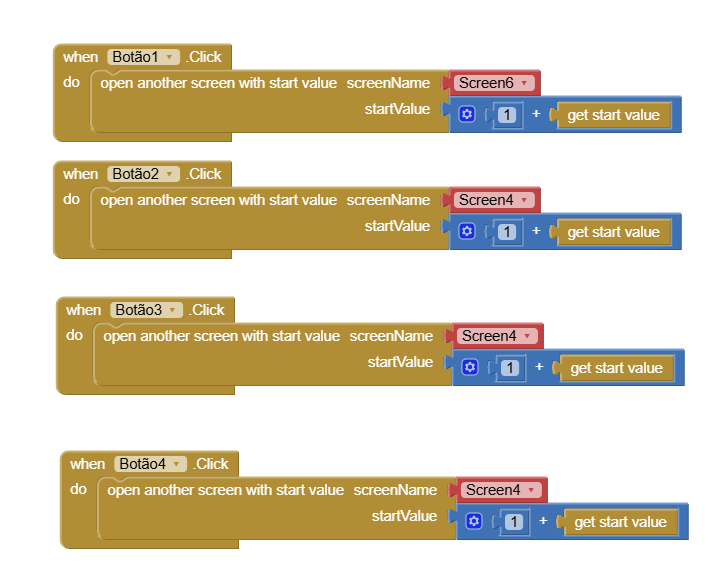 when Botão1 .Click
do open another screen with start value screenName Screen6
startValue 1 + get start value
when Botão2 .Click
do open another screen with start value screenName Screen4
startValue 1 + get start value
when Botão3 .Click
do open another screen with start value screenName Screen4
startValue 1 + get start value
when Botão4 .Click
do open another screen with start value screenName Screen4
startValue 1 + get start value